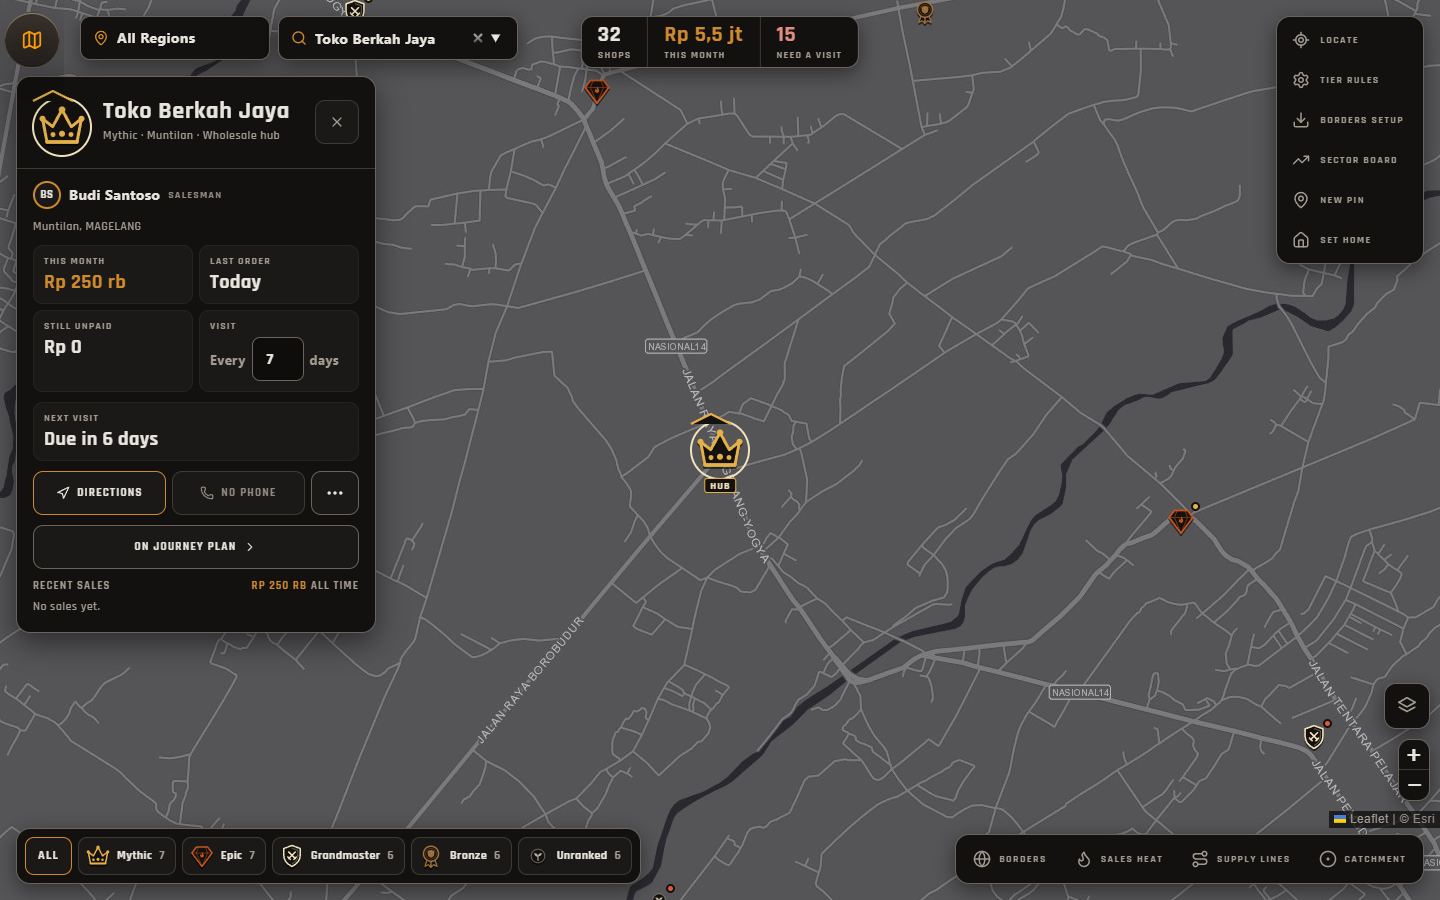 All Regions
Toko Berkah Jaya
32
SHOPS
Rp 5,5 jt
THIS MONTH
15
NEED A VISIT
LOCATE
TIER RULES
BORDERS SETUP
SECTOR BOARD
NEW PIN
SET HOME
Toko Berkah Jaya
Mythic · Muntilan · Wholesale hub
BS Budi Santoso SALESMAN
Muntilan, MAGELANG
THIS MONTH
Rp 250 rb
LAST ORDER
Today
STILL UNPAID
Rp 0
VISIT
Every 7 days
NEXT VISIT
Due in 6 days
DIRECTIONS
NO PHONE
ON JOURNEY PLAN
RECENT SALES
RP 250 RB ALL TIME
No sales yet.
NASIONAL14
HUB
JALAN RAYA BOROBUDUR
NASIONAL14
JALAN TENTARA PELAJAR
Leaflet | © Esri
ALL
Mythic 7
Epic 7
Grandmaster 6
Bronze 6
Unranked 6
BORDERS
SALES HEAT
SUPPLY LINES
CATCHMENT